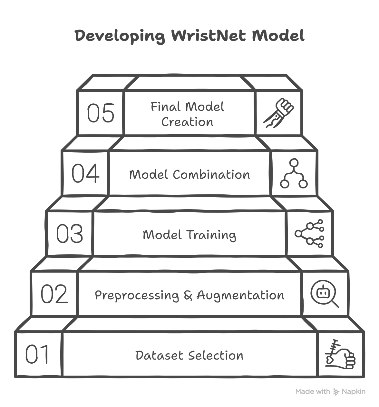 Developing WristNet Model
05
Final Model
Creation
04
Model Combination
03
Model Training
02
Preprocessing & Augmentation
01
Dataset Selection
Made with Napkin